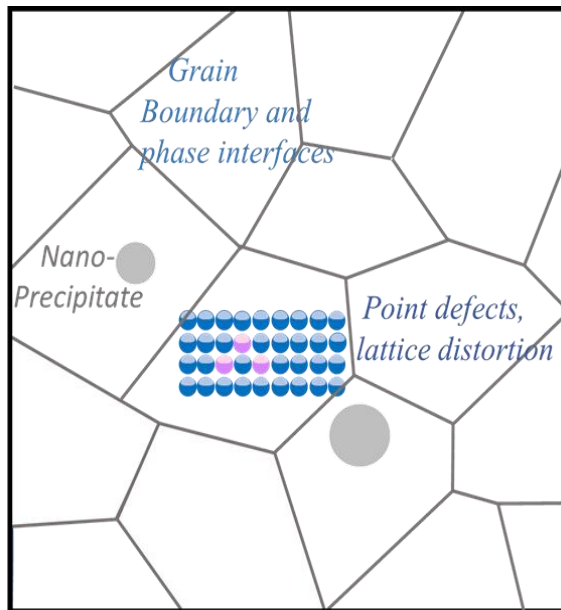 Grain
Boundary and
phase interfaces
Nano-
Precipitate
Point defects,
lattice distortion